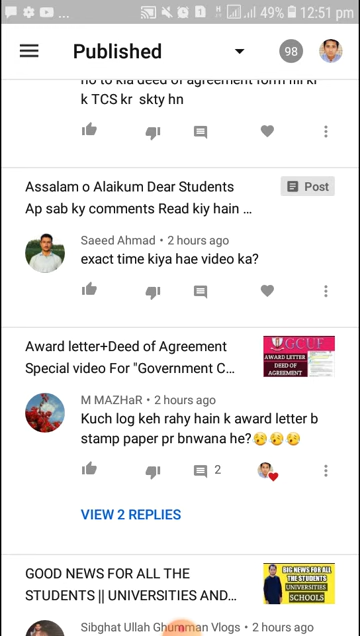 49% 12:51 pm
Published
98
no to kia deed of agreement form fill kr
k TCS kr skty hn
Assalam o Alaikum Dear Students
Post
Ap sab ky comments Read kiy hain ...
Saeed Ahmad • 2 hours ago
exact time kiya hae video ka?
Award letter+Deed of Agreement
Special video For "Government C...
GCUF
AWARD LETTER
DEED OF
AGREEMENT
M MAZHaR • 2 hours ago
Kuch log keh rahy hain k award letter b
stamp paper pr bnwana he?😥😥😥
2
VIEW 2 REPLIES
GOOD NEWS FOR ALL THE
STUDENTS || UNIVERSITIES AND...
BIG NEWS FOR ALL
THE STUDENTS
UNIVERSITIES
SCHOOLS
Sibghat Ullah Ghumman Vlogs • 2 hours ago